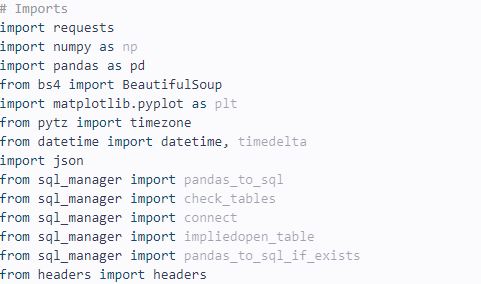 # Imports
import requests
import numpy as np
import pandas as pd
from bs4 import BeautifulSoup
import matplotlib.pyplot as plt
from pytz import timezone
from datetime import datetime, timedelta
import json
from sql_manager import pandas_to_sql
from sql_manager import check_tables
from sql_manager import connect
from sql_manager import impliedopen_table
from sql_manager import pandas_to_sql_if_exists
from headers import headers